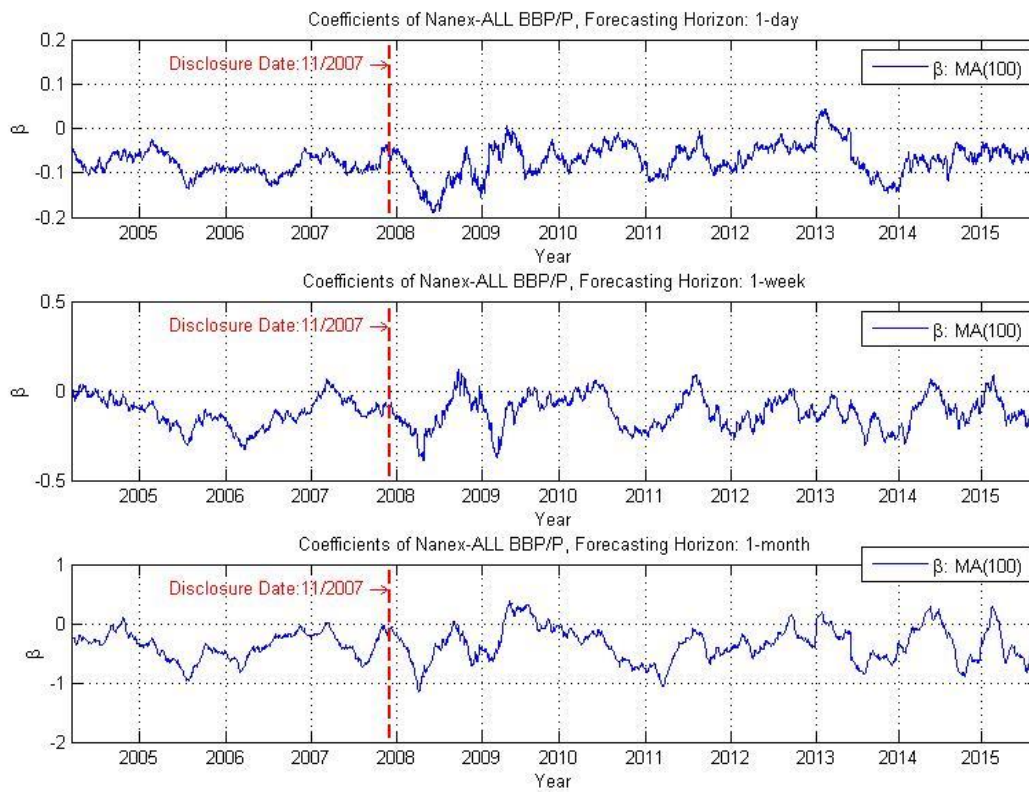 Coefficients of Nanex-ALL BBP/P, Forecasting Horizon: 1-day
0.2
0.1
0
-0.1
-0.2
β
Disclosure Date:11/2007
β: MA(100)
2005 2006 2007 2008 2009 2010 2011 2012 2013 2014 2015
Year
Coefficients of Nanex-ALL BBP/P, Forecasting Horizon: 1-week
0.5
0
-0.5
β
Disclosure Date:11/2007
β: MA(100)
2005 2006 2007 2008 2009 2010 2011 2012 2013 2014 2015
Year
Coefficients of Nanex-ALL BBP/P, Forecasting Horizon: 1-month
1
0
-1
-2
β
Disclosure Date:11/2007
β: MA(100)
2005 2006 2007 2008 2009 2010 2011 2012 2013 2014 2015
Year